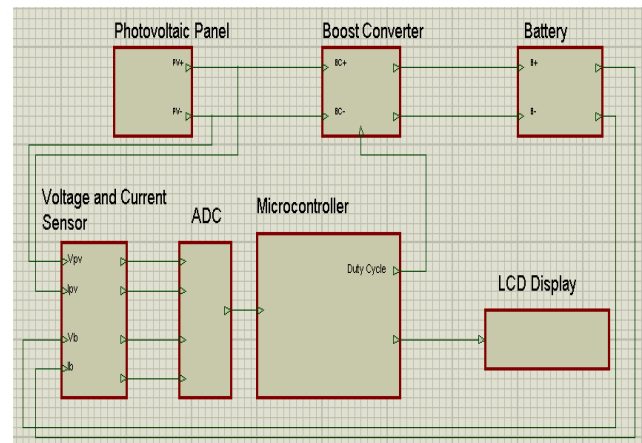 Photovoltaic Panel
Boost Converter
Battery
PV+
BC+
B+
PV-
BC-
B-
Voltage and Current
Sensor
ADC
Microcontroller
Vpv
Ipv
Vb
Ib
Duty Cycle
LCD Display